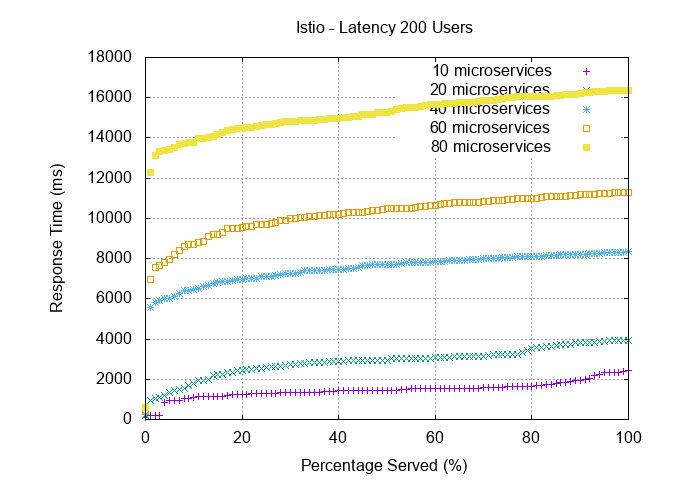 Istio - Latency 200 Users
18000
16000
14000
12000
10000
8000
6000
4000
2000
0
Response Time (ms)
10 microservices
20 microservices
40 microservices
60 microservices
80 microservices
0 20 40 60 80 100
Percentage Served (%)